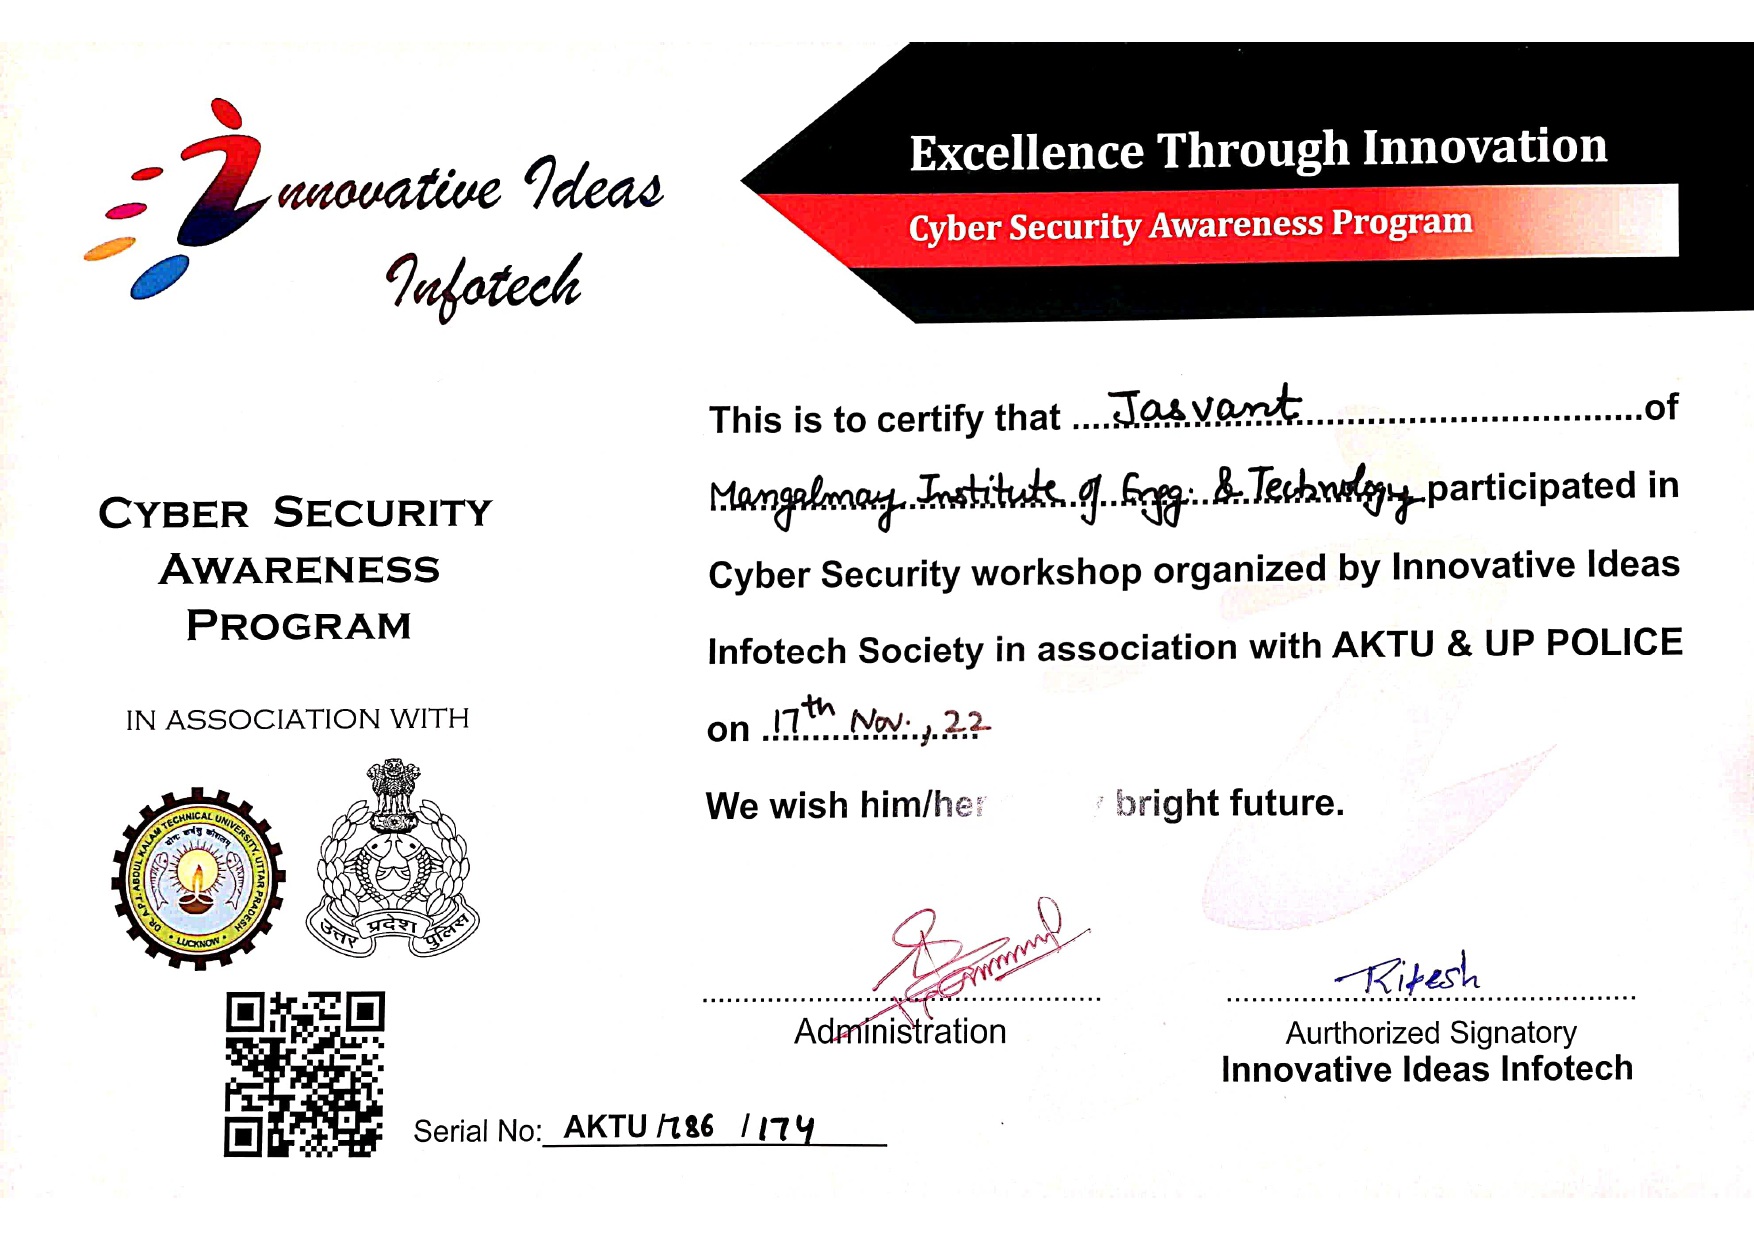 Innovative Ideas
Infotech
Excellence Through Innovation
Cyber Security Awareness Program
This is to certify that ....Jasvant....of
Mangalmay Institute of Engg. & Technology participated in
Cyber Security workshop organized by Innovative Ideas
Infotech Society in association with AKTU & UP POLICE
on 17th Nov., 22
We wish him/her bright future.
CYBER SECURITY
AWARENESS
PROGRAM
IN ASSOCIATION WITH
DR. A.P.J. ABDUL KALAM TECHNICAL UNIVERSITY, UTTAR PRADESH
योगः कर्मसु कौशलम्
LUCKNOW
उत्तर प्रदेश पुलिस
Administration
Ritesh
Aurthorized Signatory
Innovative Ideas Infotech
Serial No: AKTU/786 /174